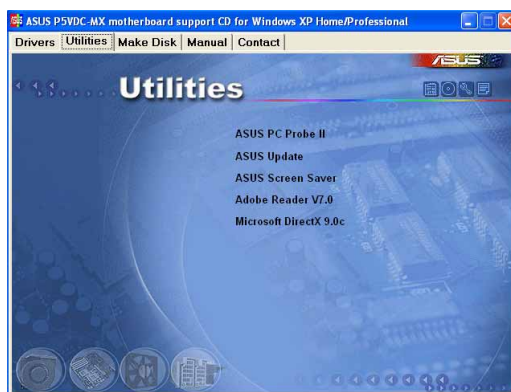 ASUS P5VDC-MX motherboard support CD for Windows XP Home/Professional
Drivers Utilities Make Disk Manual Contact
ASUS
Utilities
ASUS PC Probe II
ASUS Update
ASUS Screen Saver
Adobe Reader V7.0
Microsoft DirectX 9.0c